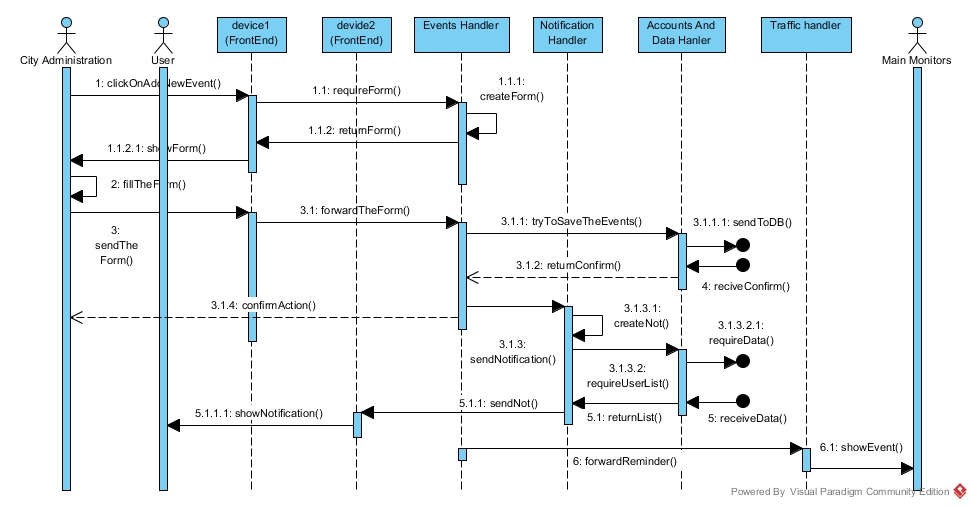 device1
(FrontEnd)
devide2
(FrontEnd)
Events Handler
Notification
Handler
Accounts And
Data Hanler
Traffic handler
City Administration
User
Main Monitors
1: clickOnAddNewEvent()
1.1: requireForm()
1.1.1:
createForm()
1.1.2: returnForm()
1.1.2.1: showForm()
2: fillTheForm()
3:
sendThe
Form()
3.1: forwardTheForm()
3.1.1: tryToSaveTheEvents()
3.1.1.1: sendToDB()
3.1.2: returnConfirm()
4: reciveConfirm()
3.1.4: confirmAction()
3.1.3:
sendNotification()
3.1.3.1:
createNot()
3.1.3.2.1:
requireData()
3.1.3.2:
requireUserList()
5.1.1: sendNot()
5.1: returnList()
5: receiveData()
5.1.1.1: showNotification()
6: forwardReminder()
6.1: showEvent()
Powered By Visual Paradigm Community Edition